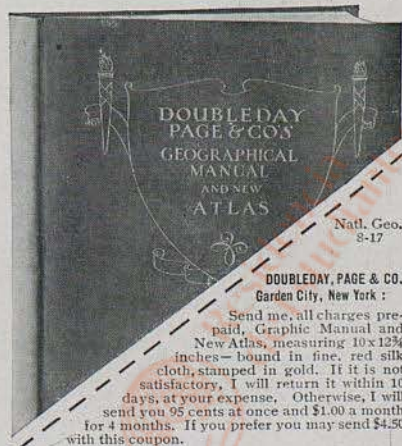 DOUBLEDAY
PAGE & CO'S
GEOGRAPHICAL
MANUAL
AND NEW
ATLAS
Natl. Geo.
8-17
DOUBLEDAY, PAGE & CO.
Garden City, New York :
Send me, all charges pre-
paid, Graphic Manual and
New Atlas, measuring 10x12¾
inches—bound in fine, red silk
cloth, stamped in gold. If it is not
satisfactory, I will return it within 10
days, at your expense. Otherwise, I will
send you 95 cents at once and $1.00 a month
for 4 months. If you prefer you may send $4.50
with this coupon.